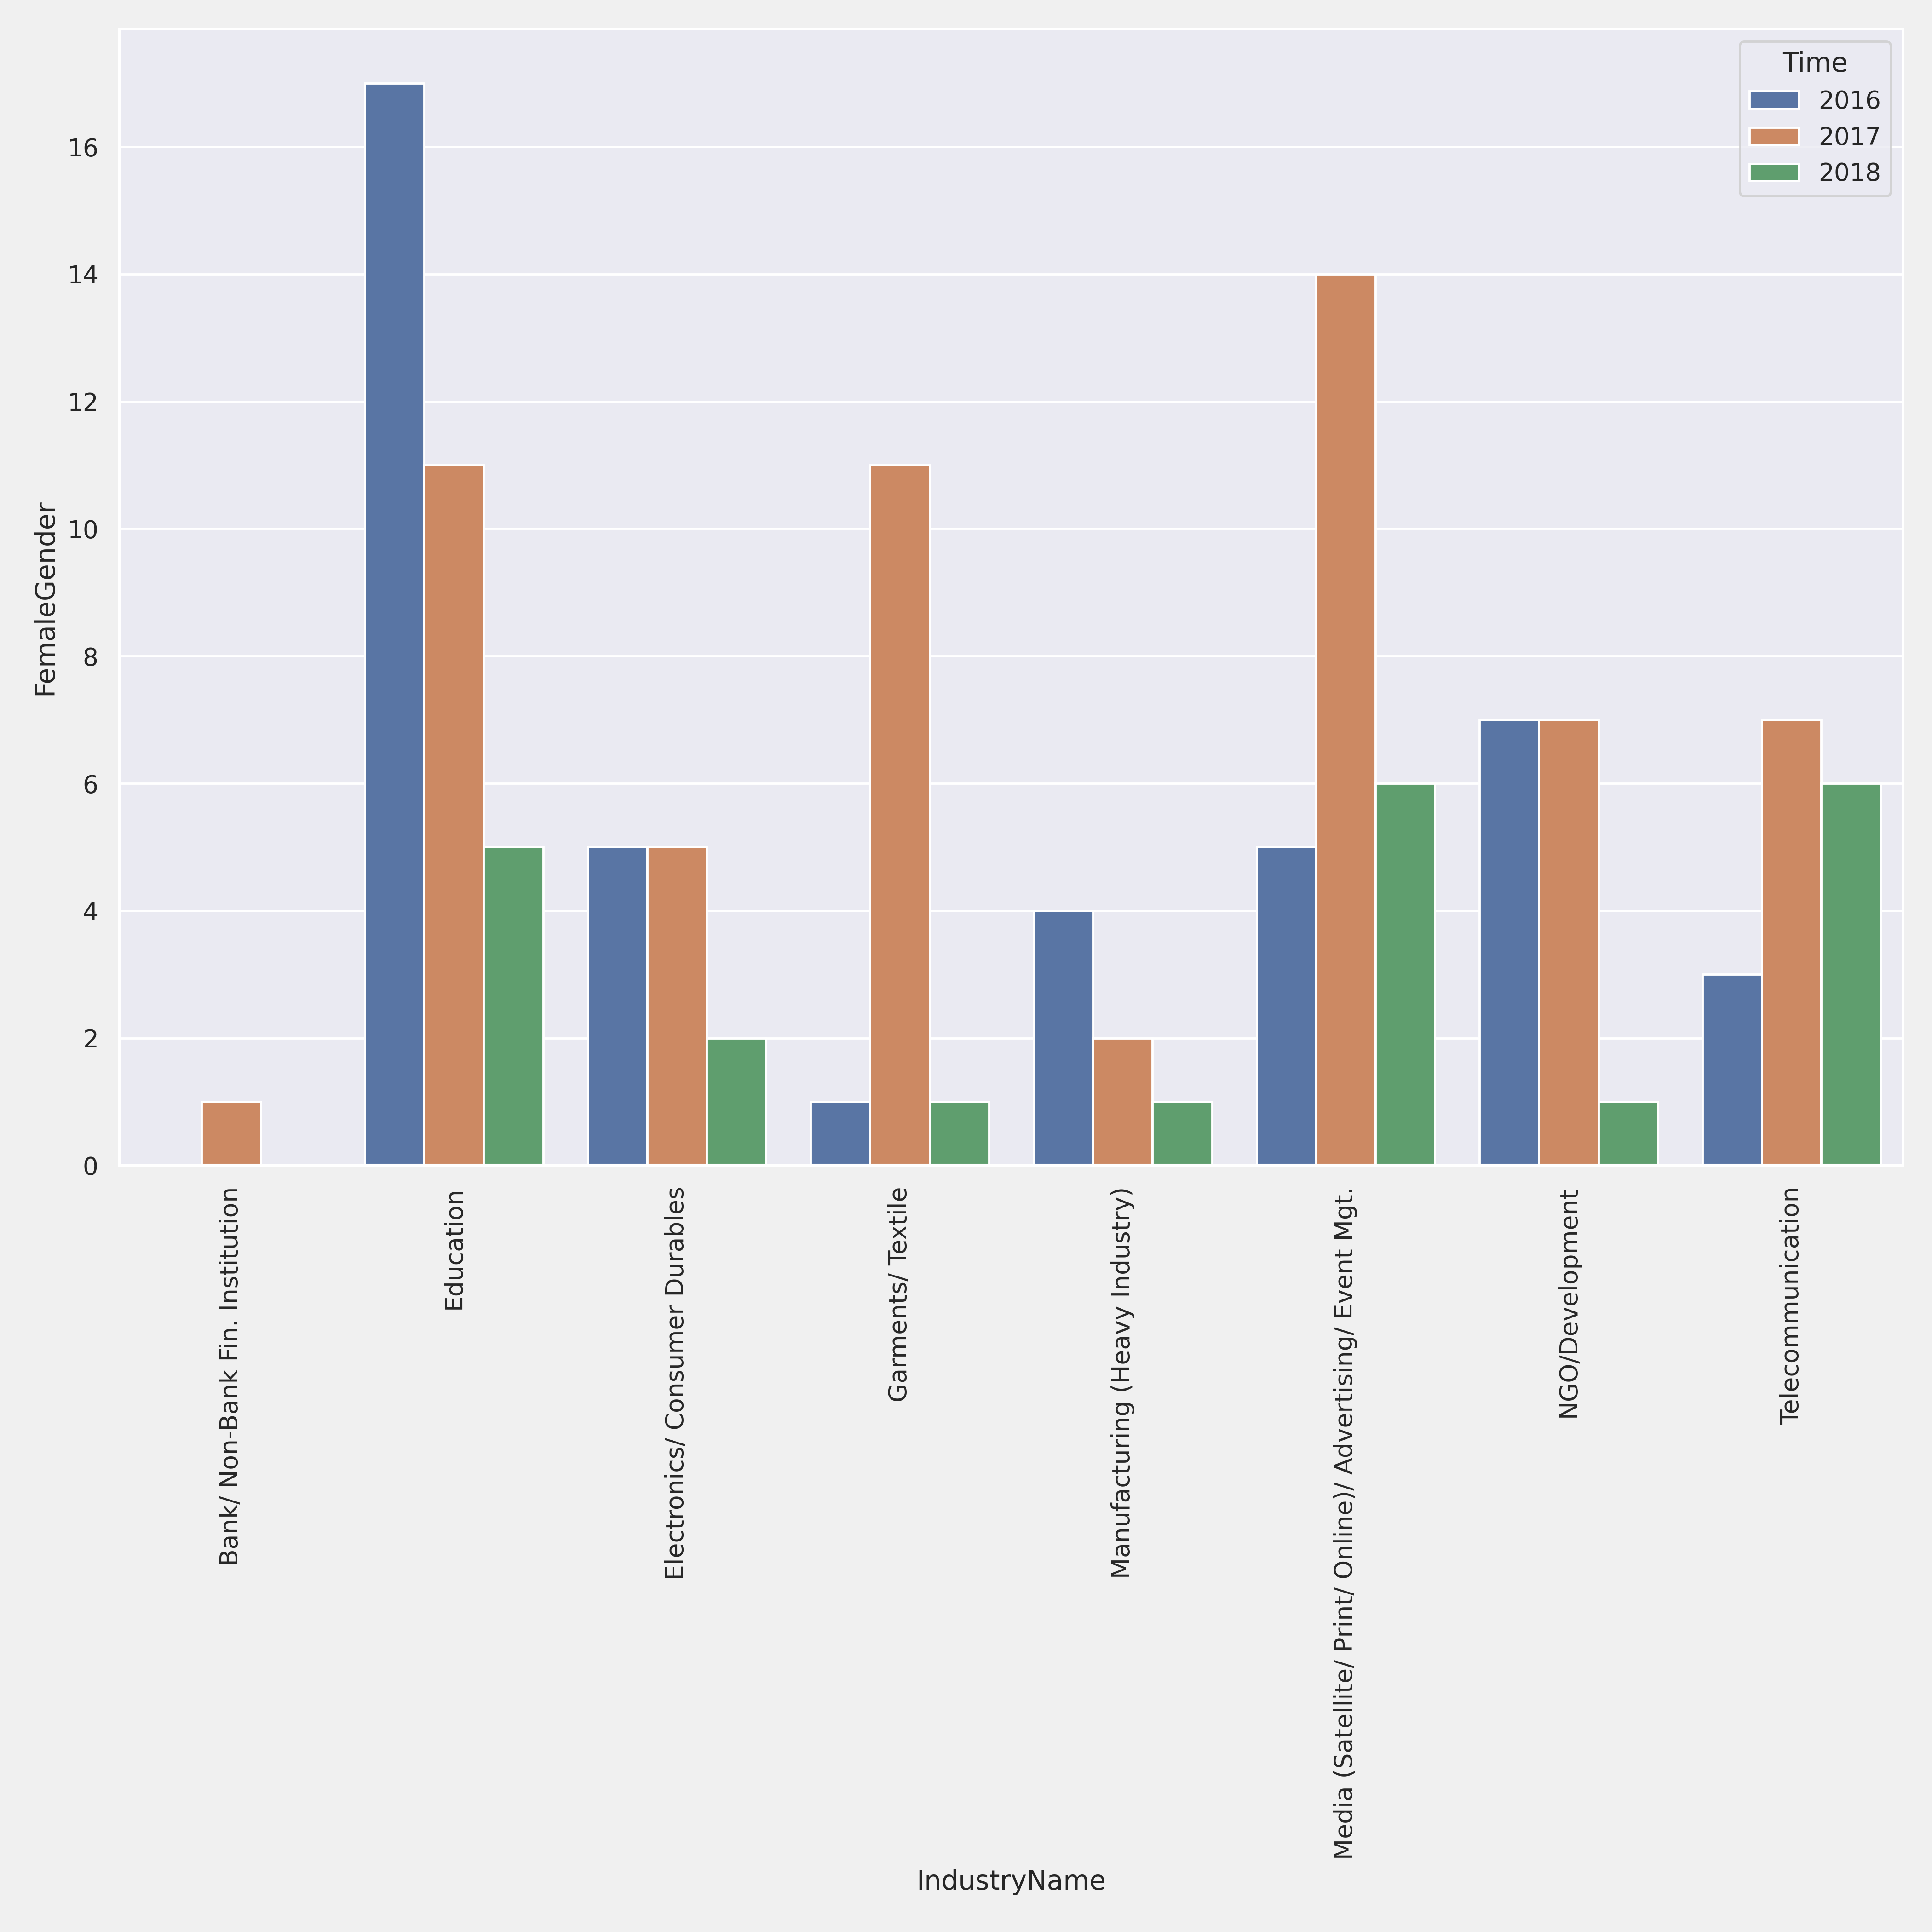 Time
2016
2017
2018
16
14
12
10
8
6
4
2
0
FemaleGender
Bank/ Non-Bank Fin. Institution
Education
Electronics/ Consumer Durables
Garments/ Textile
Manufacturing (Heavy Industry)
Media (Satellite/ Print/ Online)/ Advertising/ Event Mgt.
NGO/Development
Telecommunication
IndustryName